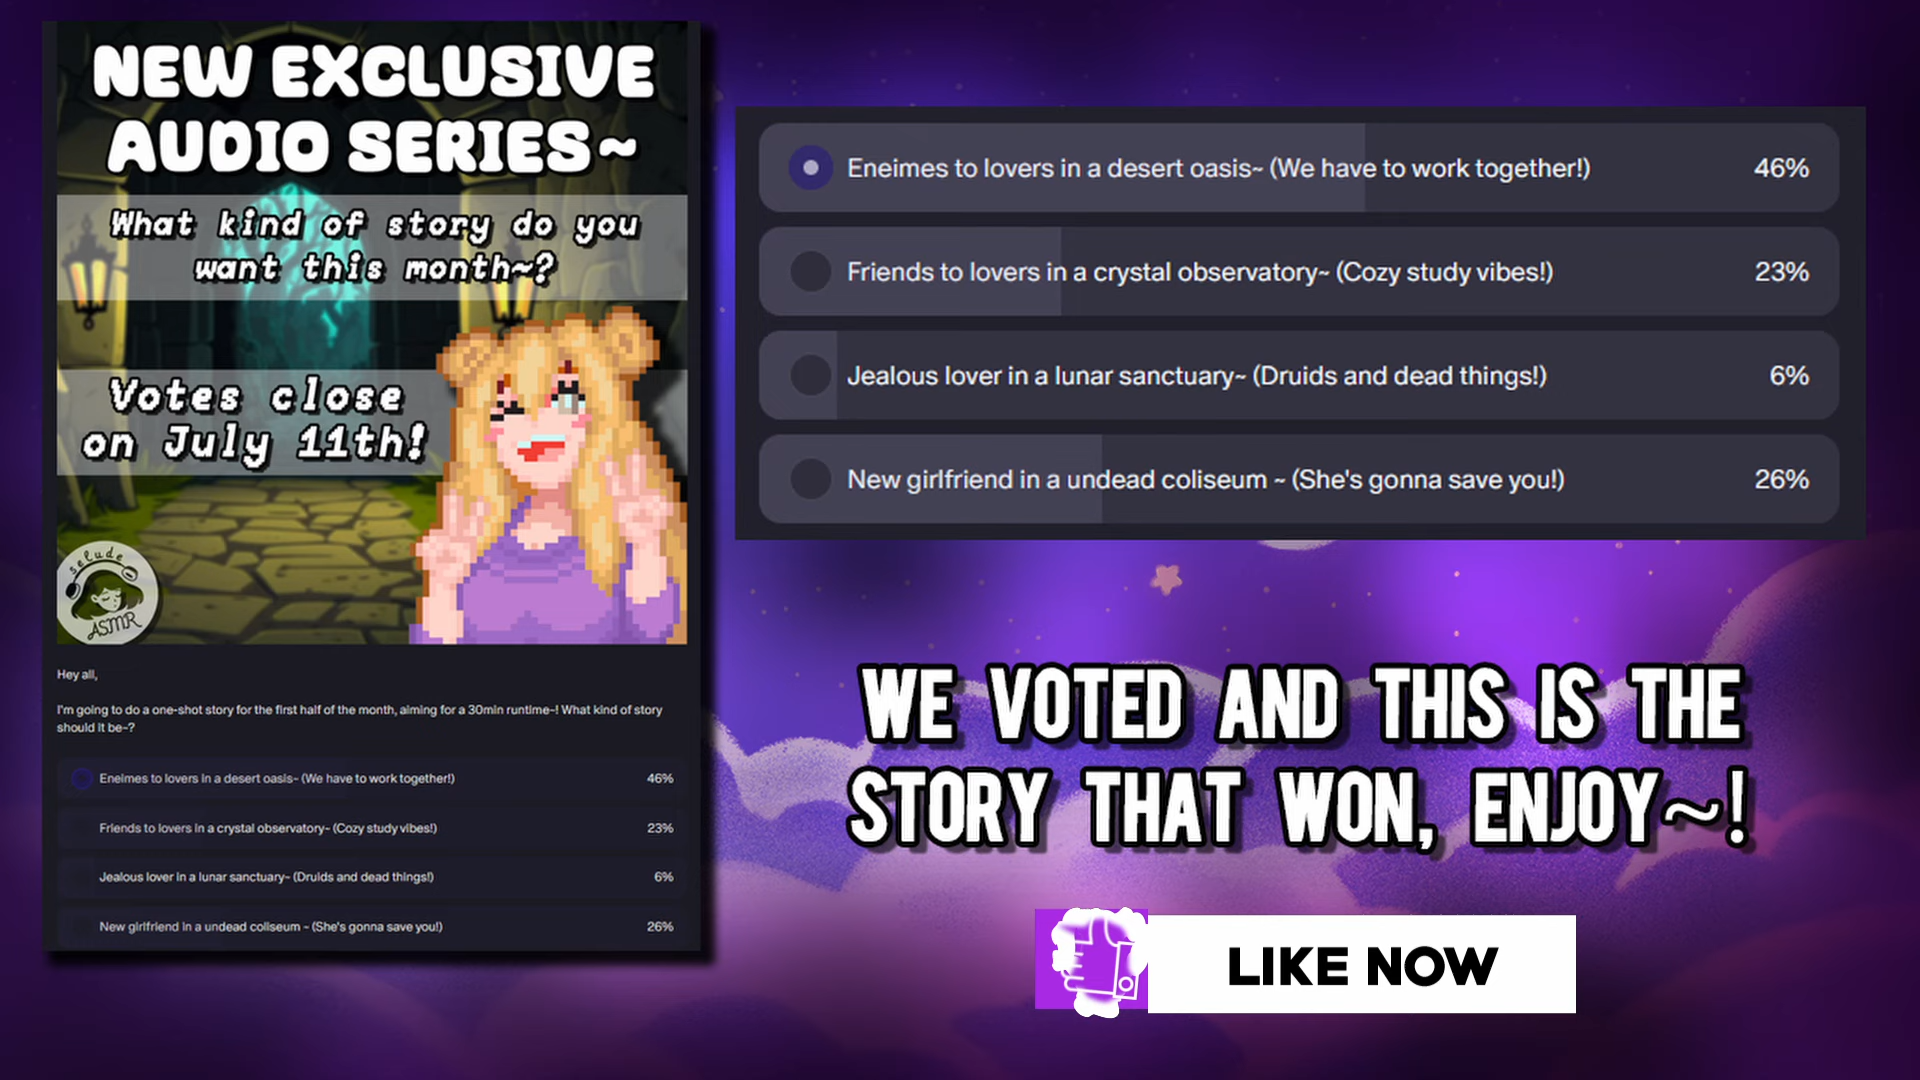 NEW EXCLUSIVE
AUDIO SERIES~
What kind of story do you
want this month~?
Votes close
on July 11th!
selude
ASMR
Hey all,
I'm going to do a one-shot story for the first half of the month, aiming for a 30min runtime~! What kind of story
should it be~?
Eneimes to lovers in a desert oasis~ (We have to work together!) 46%
Friends to lovers in a crystal observatory~ (Cozy study vibes!) 23%
Jealous lover in a lunar sanctuary~ (Druids and dead things!) 6%
New girlfriend in a undead coliseum ~ (She's gonna save you!) 26%
Eneimes to lovers in a desert oasis~ (We have to work together!) 46%
Friends to lovers in a crystal observatory~ (Cozy study vibes!) 23%
Jealous lover in a lunar sanctuary~ (Druids and dead things!) 6%
New girlfriend in a undead coliseum ~ (She's gonna save you!) 26%
WE VOTED AND THIS IS THE
STORY THAT WON, ENJOY~!
LIKE NOW